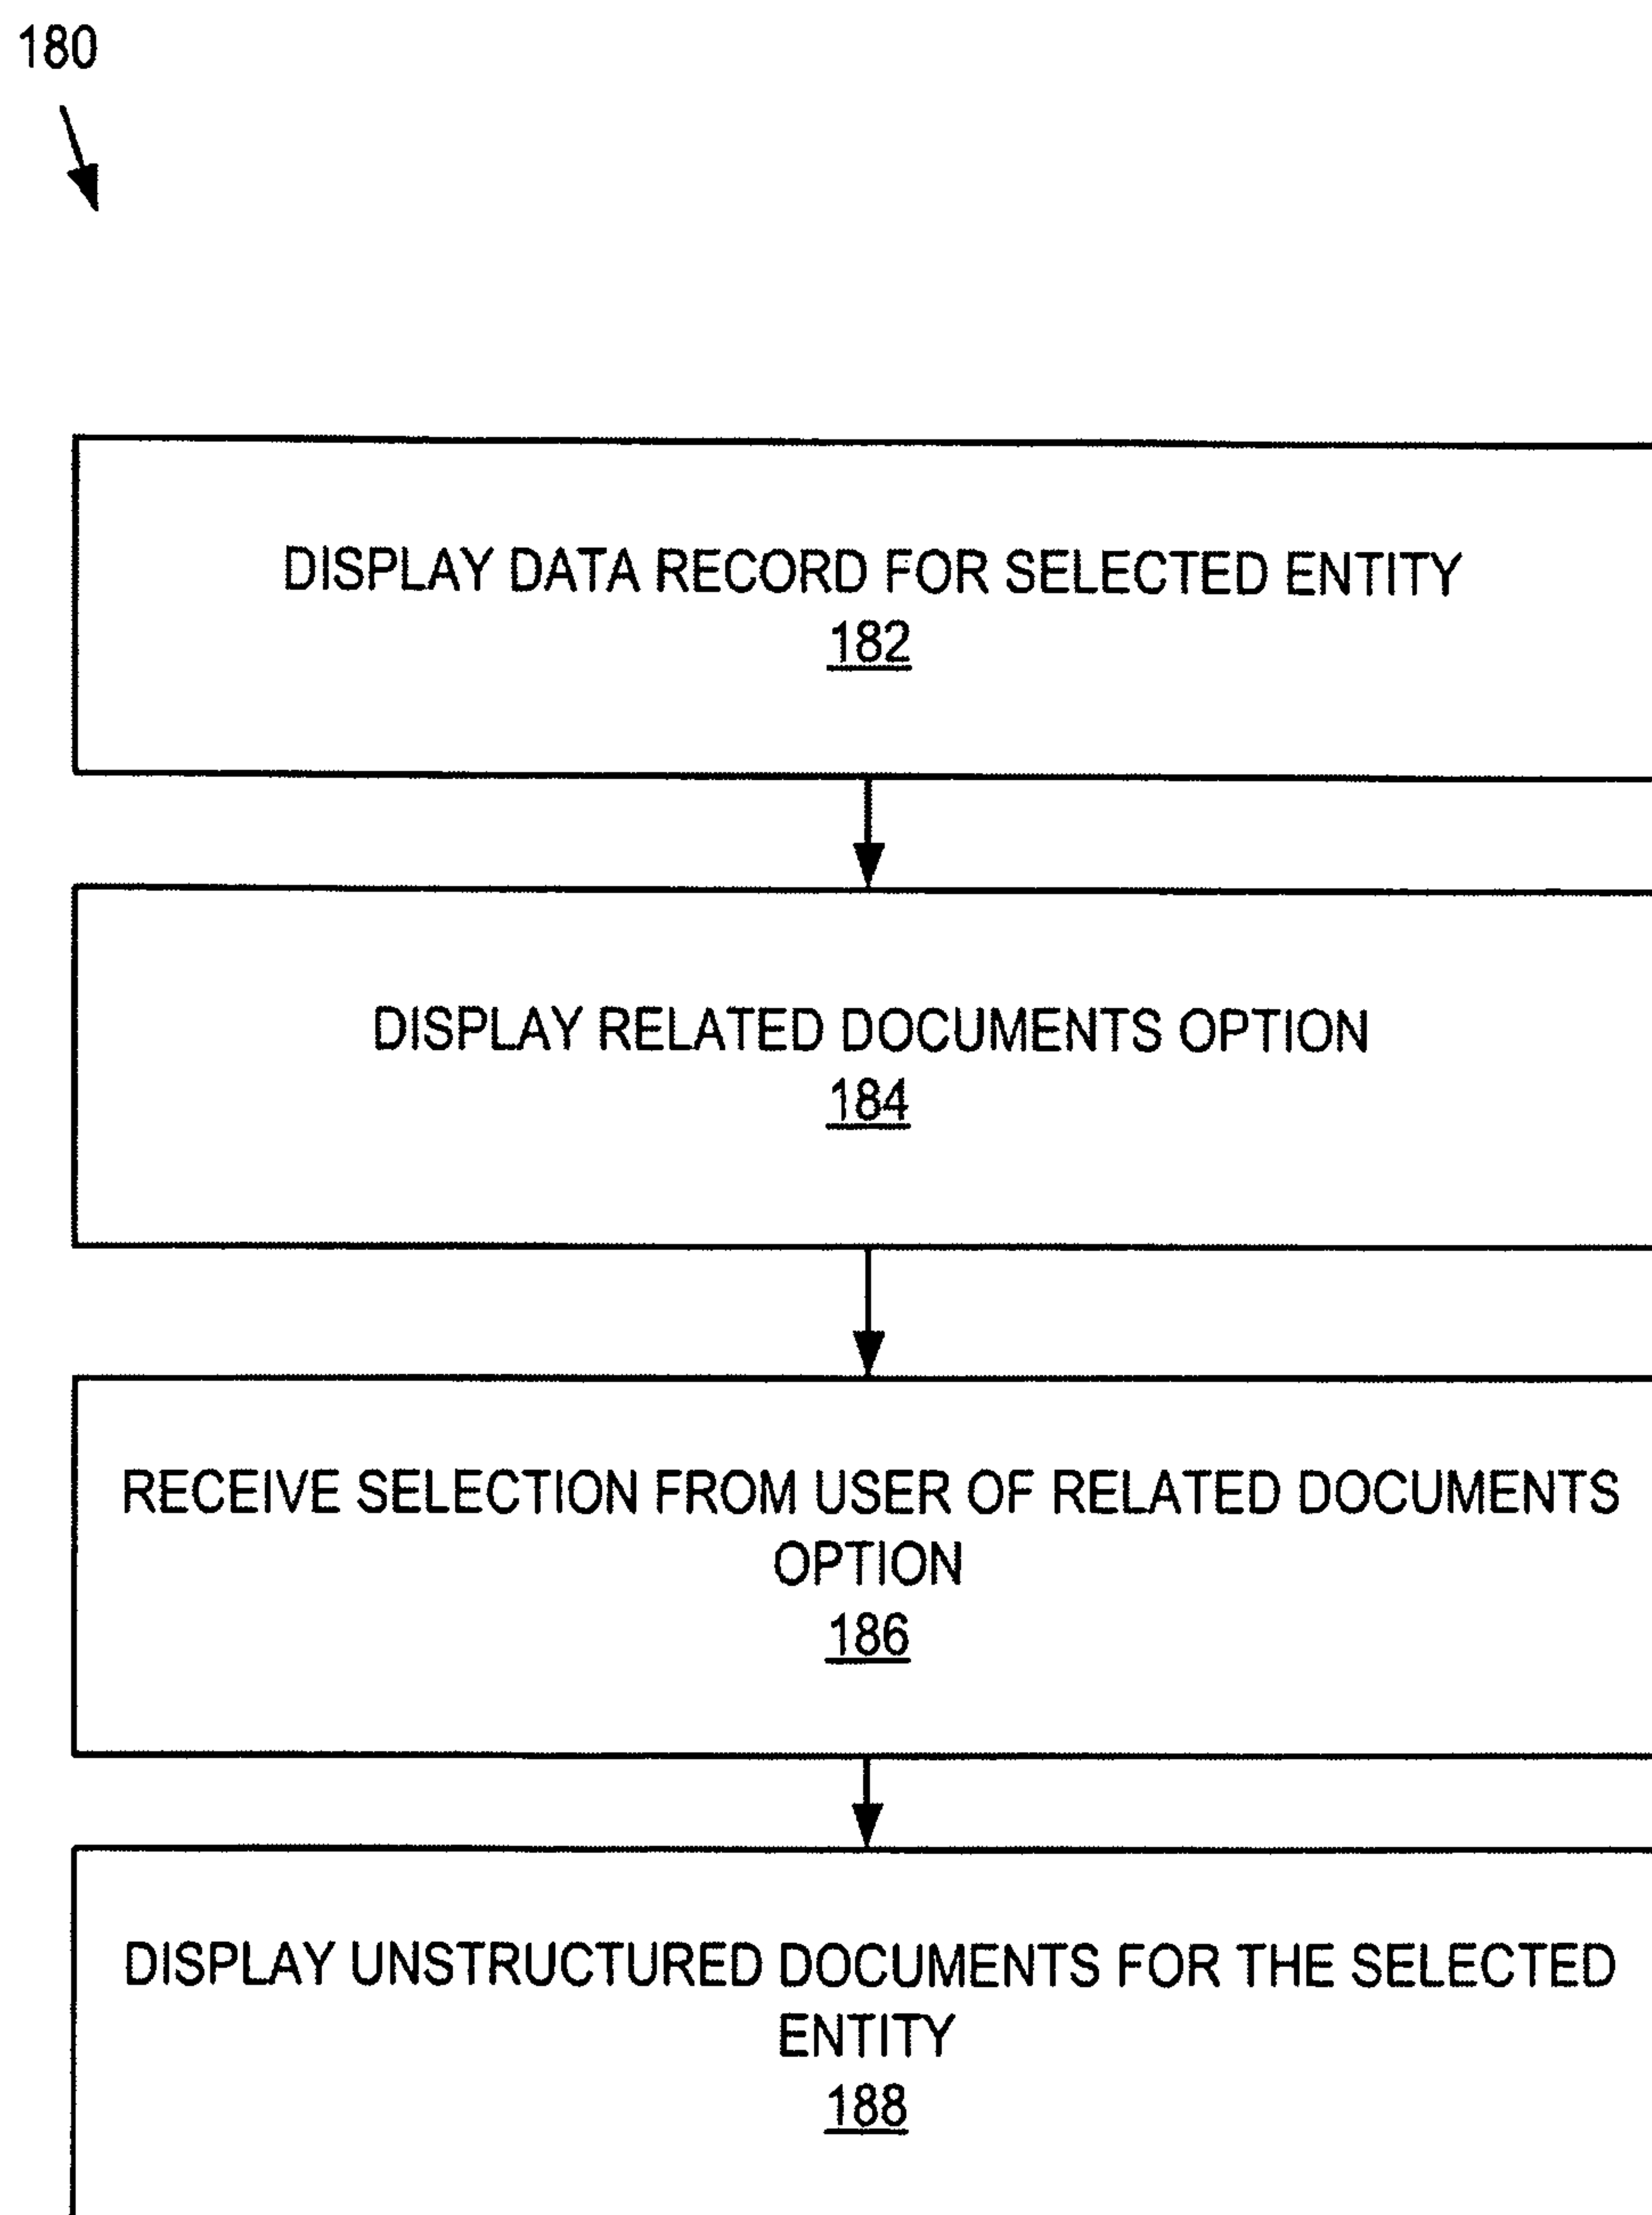 180
DISPLAY DATA RECORD FOR SELECTED ENTITY
182
DISPLAY RELATED DOCUMENTS OPTION
184
RECEIVE SELECTION FROM USER OF RELATED DOCUMENTS
OPTION
186
DISPLAY UNSTRUCTURED DOCUMENTS FOR THE SELECTED
ENTITY
188